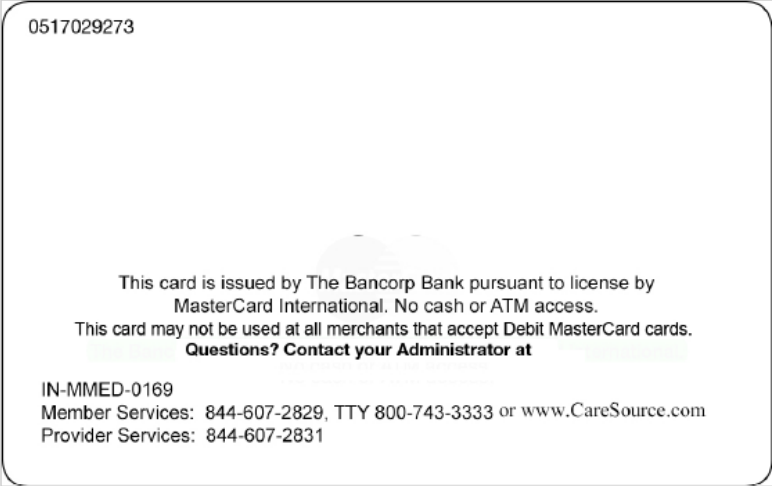 0517029273
This card is issued by The Bancorp Bank pursuant to license by
MasterCard International. No cash or ATM access.
This card may not be used at all merchants that accept Debit MasterCard cards.
Questions? Contact your Administrator at
IN-MMED-0169
Member Services: 844-607-2829, TTY 800-743-3333 or www.CareSource.com
Provider Services: 844-607-2831